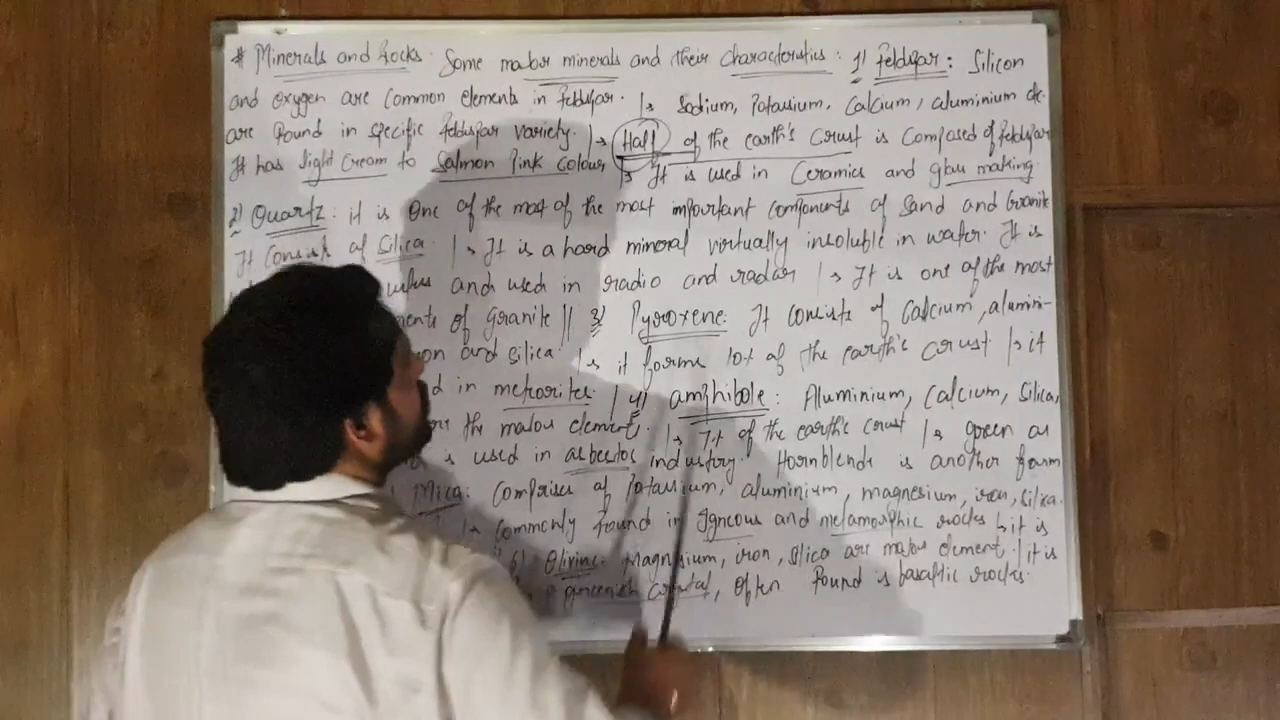 # Minerals and Rocks. Some major minerals and their characteristics : 1) feldspar : Silicon
and oxygen are common elements in feldspar. |→ Sodium, Potassium, Calcium, aluminium etc.
are found in specific feldspar variety. |→ Half of the earth's crust is composed of feldspar
It has light cream to Salmon Pink colour |→ It is used in Ceramics and glass making.
2) Quartz : it is One of the most of the most important components of Sand and Granite
It consists of Silica. |→ It is a hard mineral virtually insoluble in water. It is
and used in radio and radar |→ It is one of the most
of Granite || 3) Pyroxene: It consists of Calcium, alumini-
and silica. |→ it forms 10% of the earth's crust. |→ it
in meteorites. | 4) amphibole : Aluminium, Calcium, Silica,
the major elements. |→ 7% of the earth's crust |→ green or
is used in asbestos industry. Hornblende is another form
Mica: Comprises of Potassium, aluminium, magnesium, iron, silica.
|→ commonly found in Igneous and metamorphic rocks |→ it is
6) Olivine. Magnesium, iron, Silica are major element. | it is
greenish crystal, Often found is basaltic rocks.